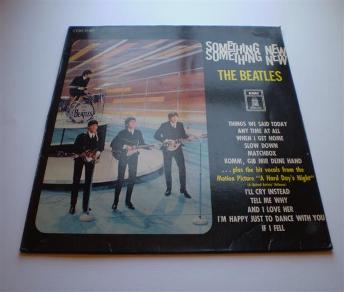 SOMETHING NEW
SOMETHING NEW
THE BEATLES
THINGS WE SAID TODAY
ANY TIME AT ALL
WHEN I GET HOME
SLOW DOWN
MATCHBOX
KOMM, GIB MIR DEINE HAND
. . . plus the hit vocals from the
Motion Picture "A Hard Day's Night"
I'LL CRY INSTEAD
TELL ME WHY
AND I LOVE HER
I'M HAPPY JUST TO DANCE WITH YOU
IF I FELL
THE
BEATLES